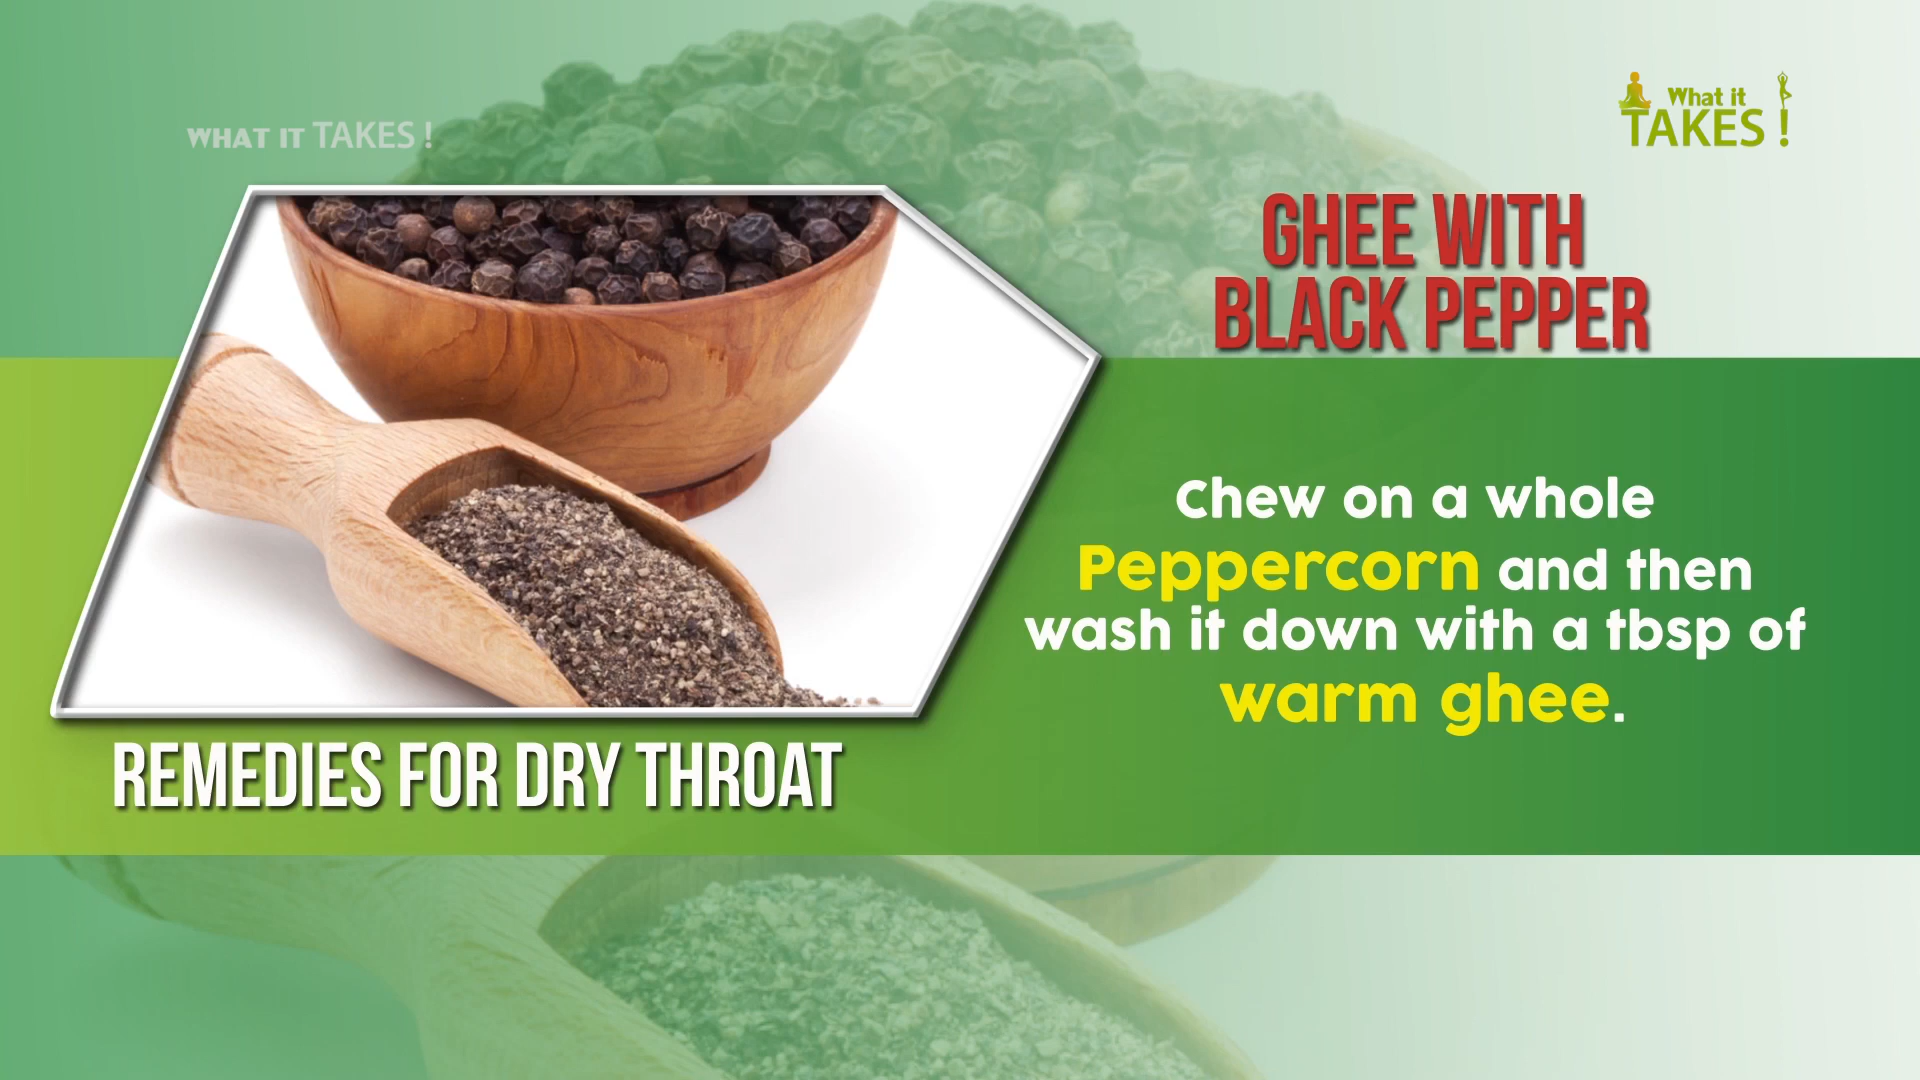 WHAT IT TAKES !
What it
TAKES !
GHEE WITH
BLACK PEPPER
Chew on a whole
Peppercorn and then
wash it down with a tbsp of
warm ghee.
REMEDIES FOR DRY THROAT